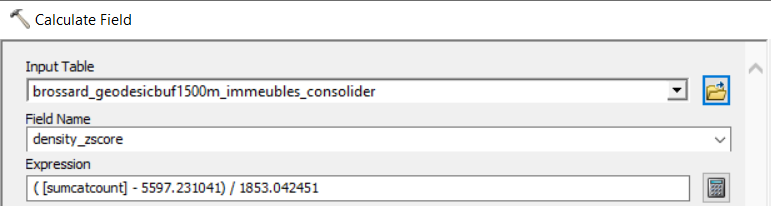 Calculate Field
Input Table
brossard_geodesicbuf1500m_immeubles_consolider
Field Name
density_zscore
Expression
( [sumcatcount] - 5597.231041) / 1853.042451